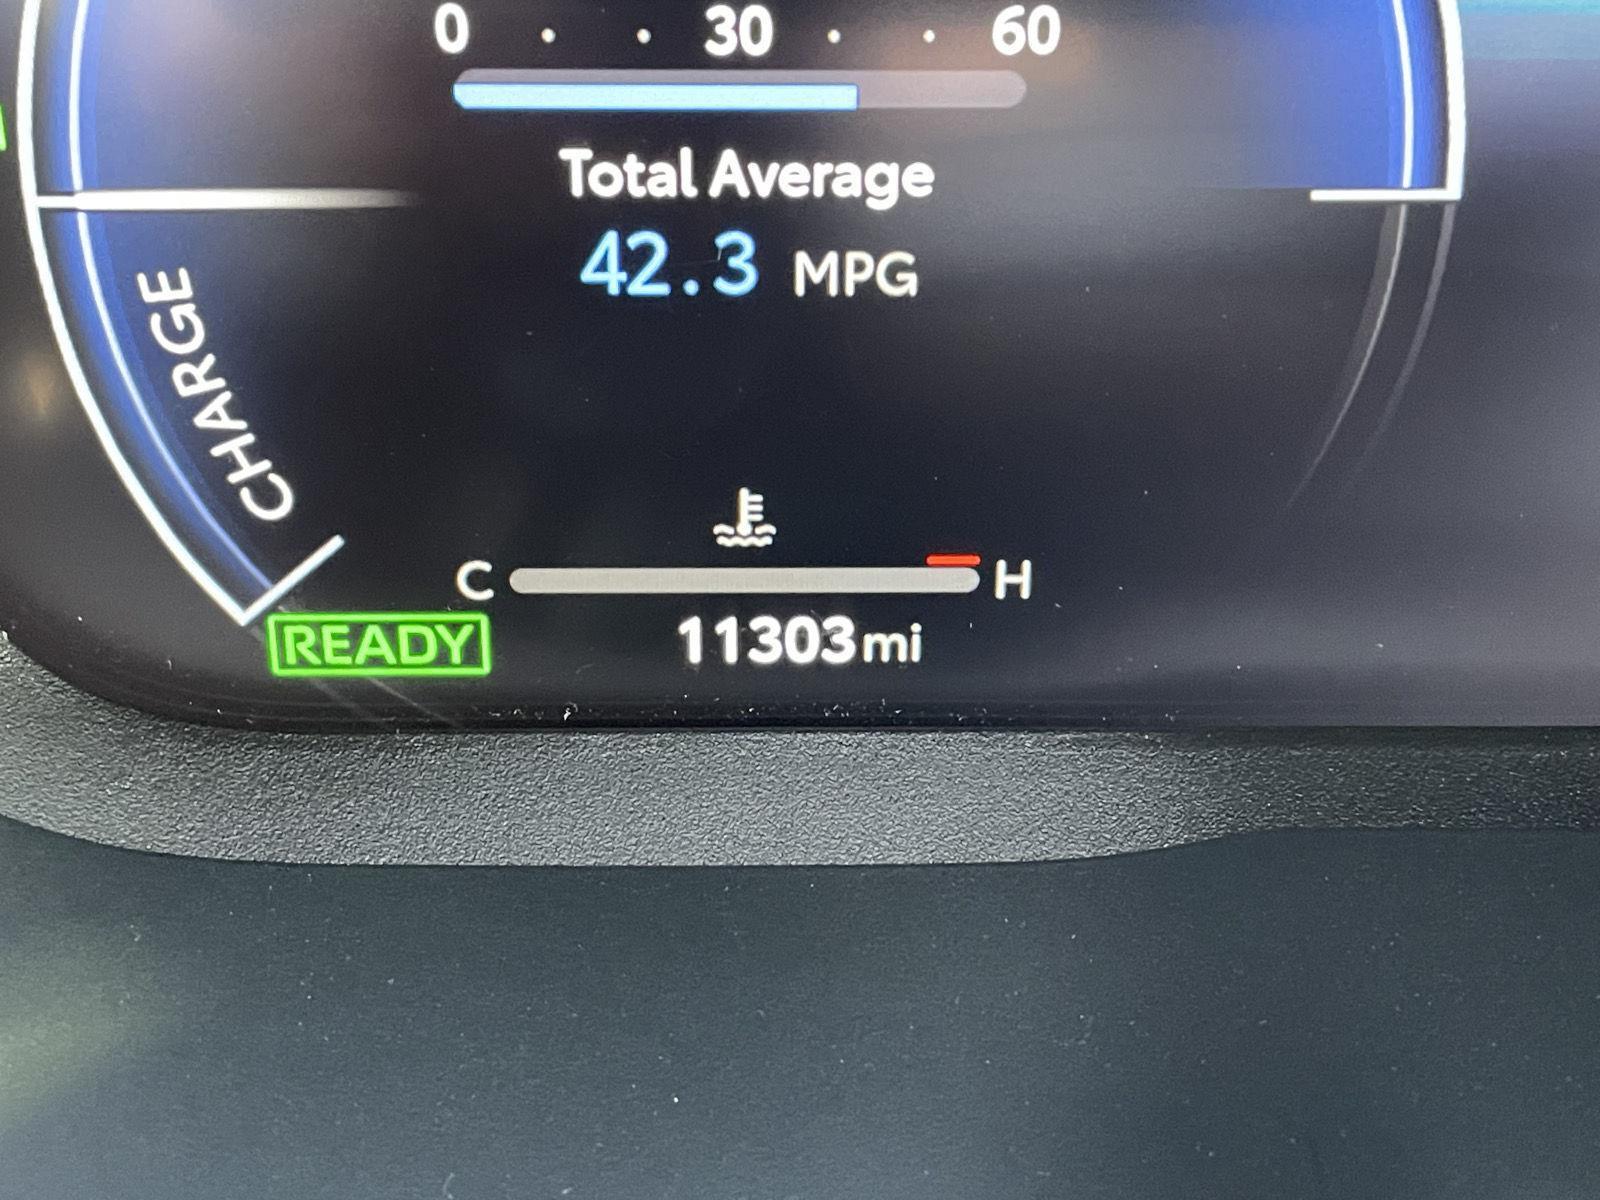 0 · · 30 · · 60
Total Average
42.3 MPG
CHARGE
C H
READY 11303mi